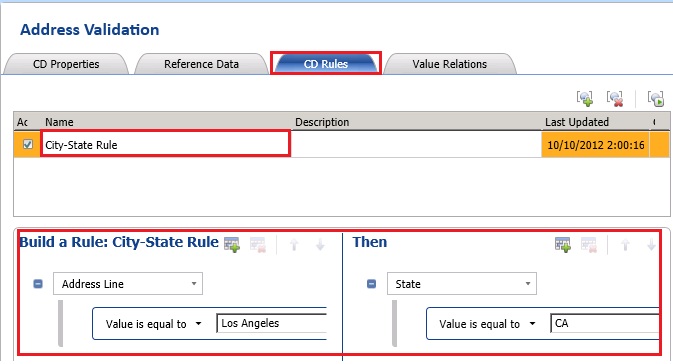 Address Validation
CD Properties Reference Data CD Rules Value Relations
Ac Name Description Last Updated
City-State Rule 10/10/2012 2:00:16
Build a Rule: City-State Rule Then
Address Line State
Value is equal to Los Angeles Value is equal to CA